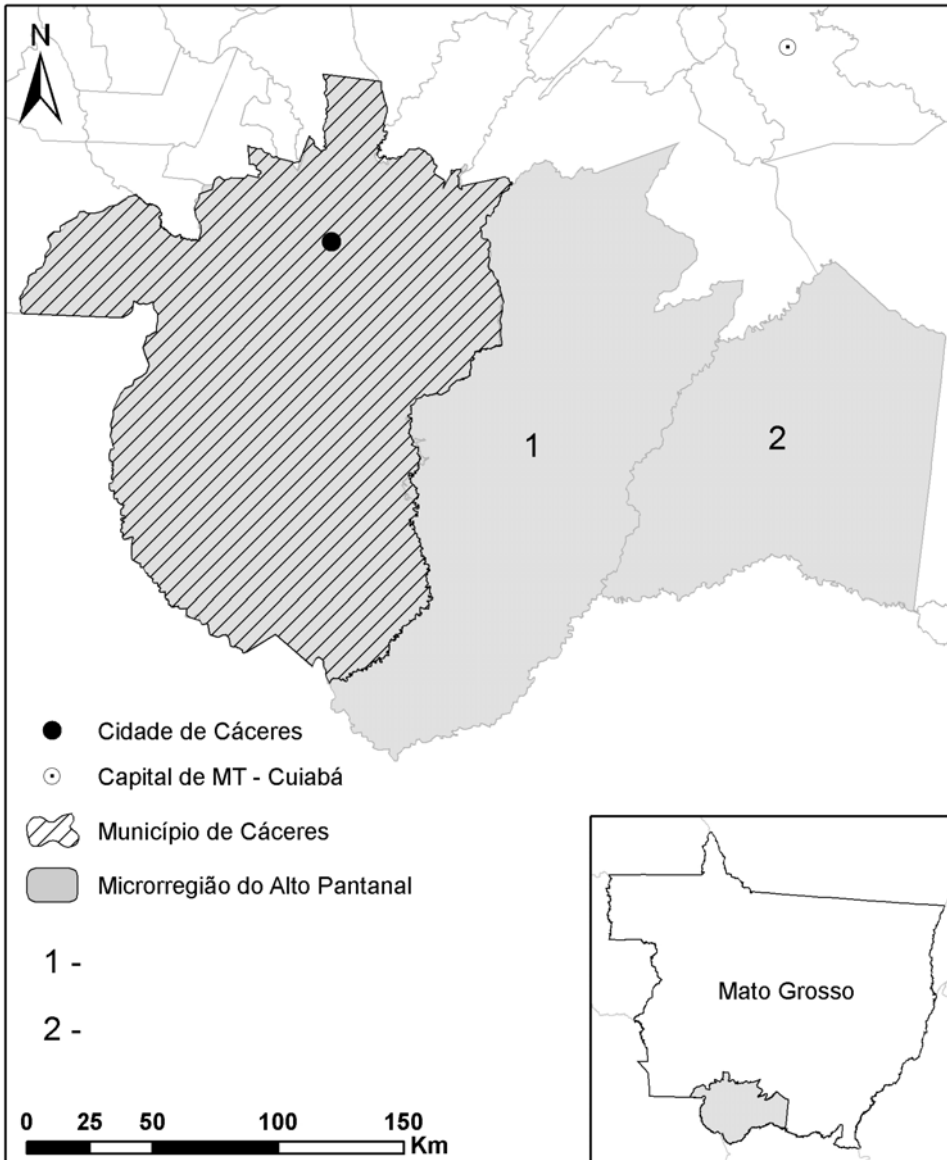 N
1
2
Cidade de Cáceres
Capital de MT - Cuiabá
Município de Cáceres
Microrregião do Alto Pantanal
1 -
2 -
0 25 50 100 150
Km
Mato Grosso